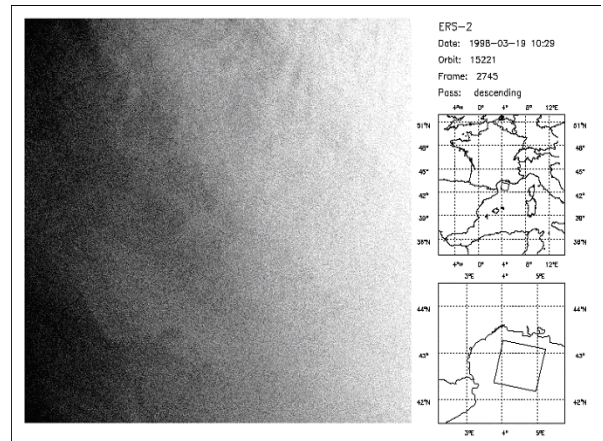 ERS-2
Date: 1998-03-19 10:29
Orbit: 15221
Frame: 2745
Pass: descending
4°W 0° 4° 8° 12°E
51°N 51°N
48° 48°
45° 45°
42° 42°
39° 39°
36°N 36°N
4°W 0° 4° 8° 12°E
3°E 4° 5°E
44°N 44°N
43° 43°
42°N 42°N
3°E 4° 5°E